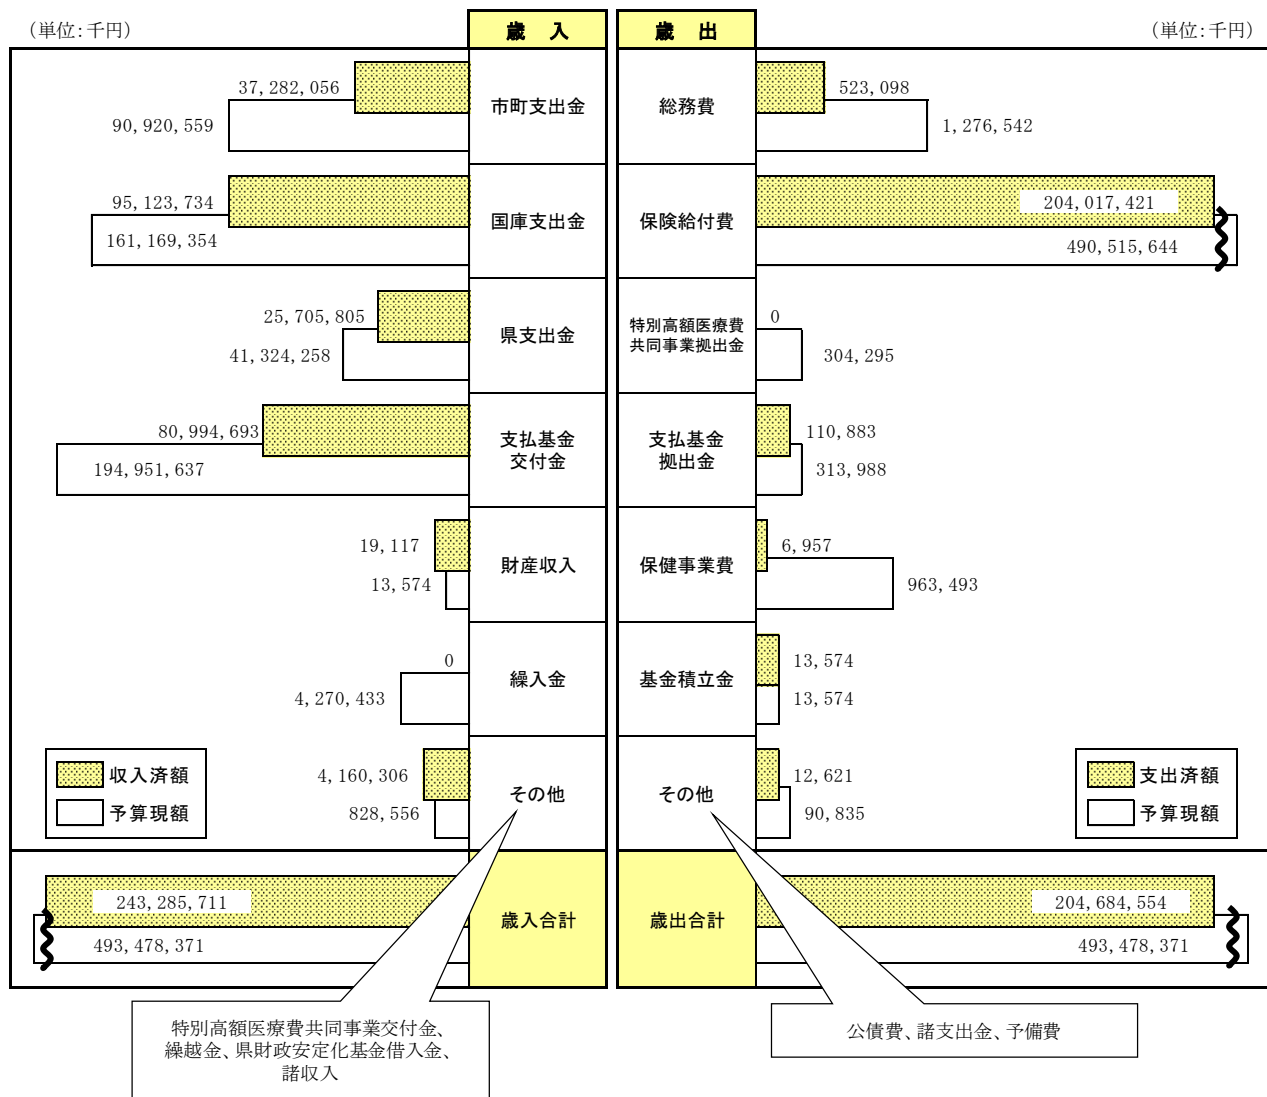 (単位:千円)
歳 入
歳 出
(単位:千円)
37,282,056
90,920,559
市町支出金
総務費
523,098
1,276,542
95,123,734
161,169,354
国庫支出金
保険給付費
204,017,421
490,515,644
25,705,805
41,324,258
県支出金
特別高額医療費
共同事業拠出金
0
304,295
80,994,693
194,951,637
支払基金
交付金
支払基金
拠出金
110,883
313,988
19,117
13,574
財産収入
保健事業費
6,957
963,493
0
4,270,433
繰入金
基金積立金
13,574
13,574
収入済額
予算現額
4,160,306
828,556
その他
その他
12,621
90,835
支出済額
予算現額
243,285,711
493,478,371
歳入合計
歳出合計
204,684,554
493,478,371
特別高額医療費共同事業交付金、
繰越金、県財政安定化基金借入金、
諸収入
公債費、諸支出金、予備費